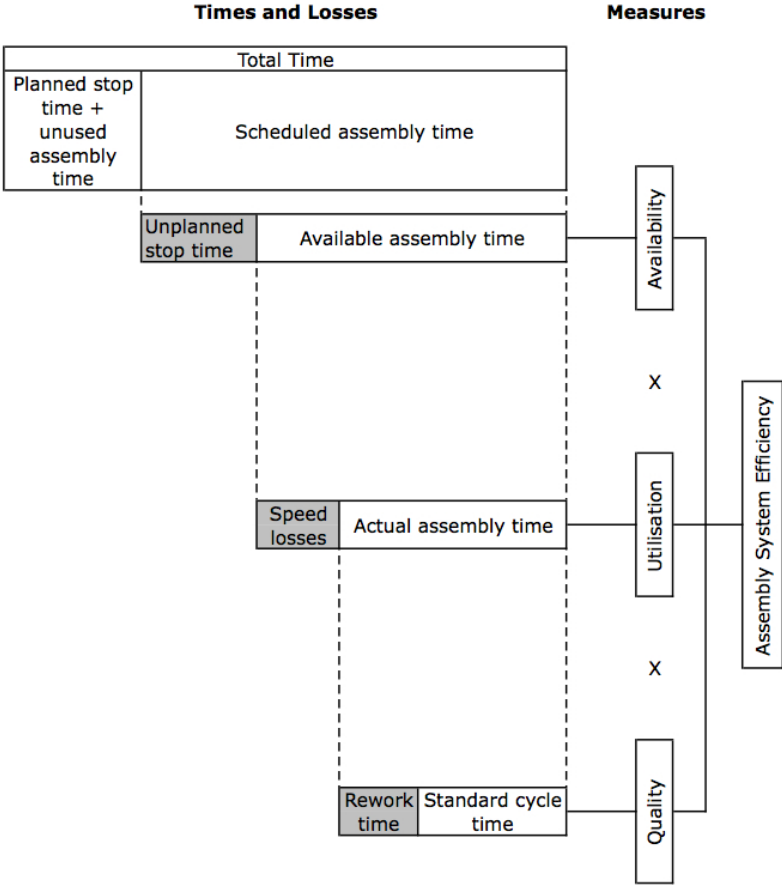 Times and Losses
Measures
Total Time
Planned stop
time +
unused
assembly
time
Scheduled assembly time
Unplanned
stop time
Available assembly time
Availability
X
Assembly System Efficiency
Speed
losses
Actual assembly time
Utilisation
X
Rework
time
Standard cycle
time
Quality